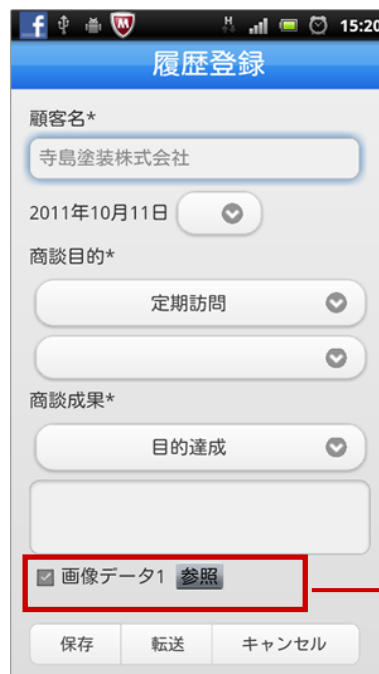 H 15:20
履歴登録
顧客名*
寺島塗装株式会社
2011年10月11日
商談目的*
定期訪問
商談成果*
目的達成
画像データ1 参照
保存 転送 キャンセル